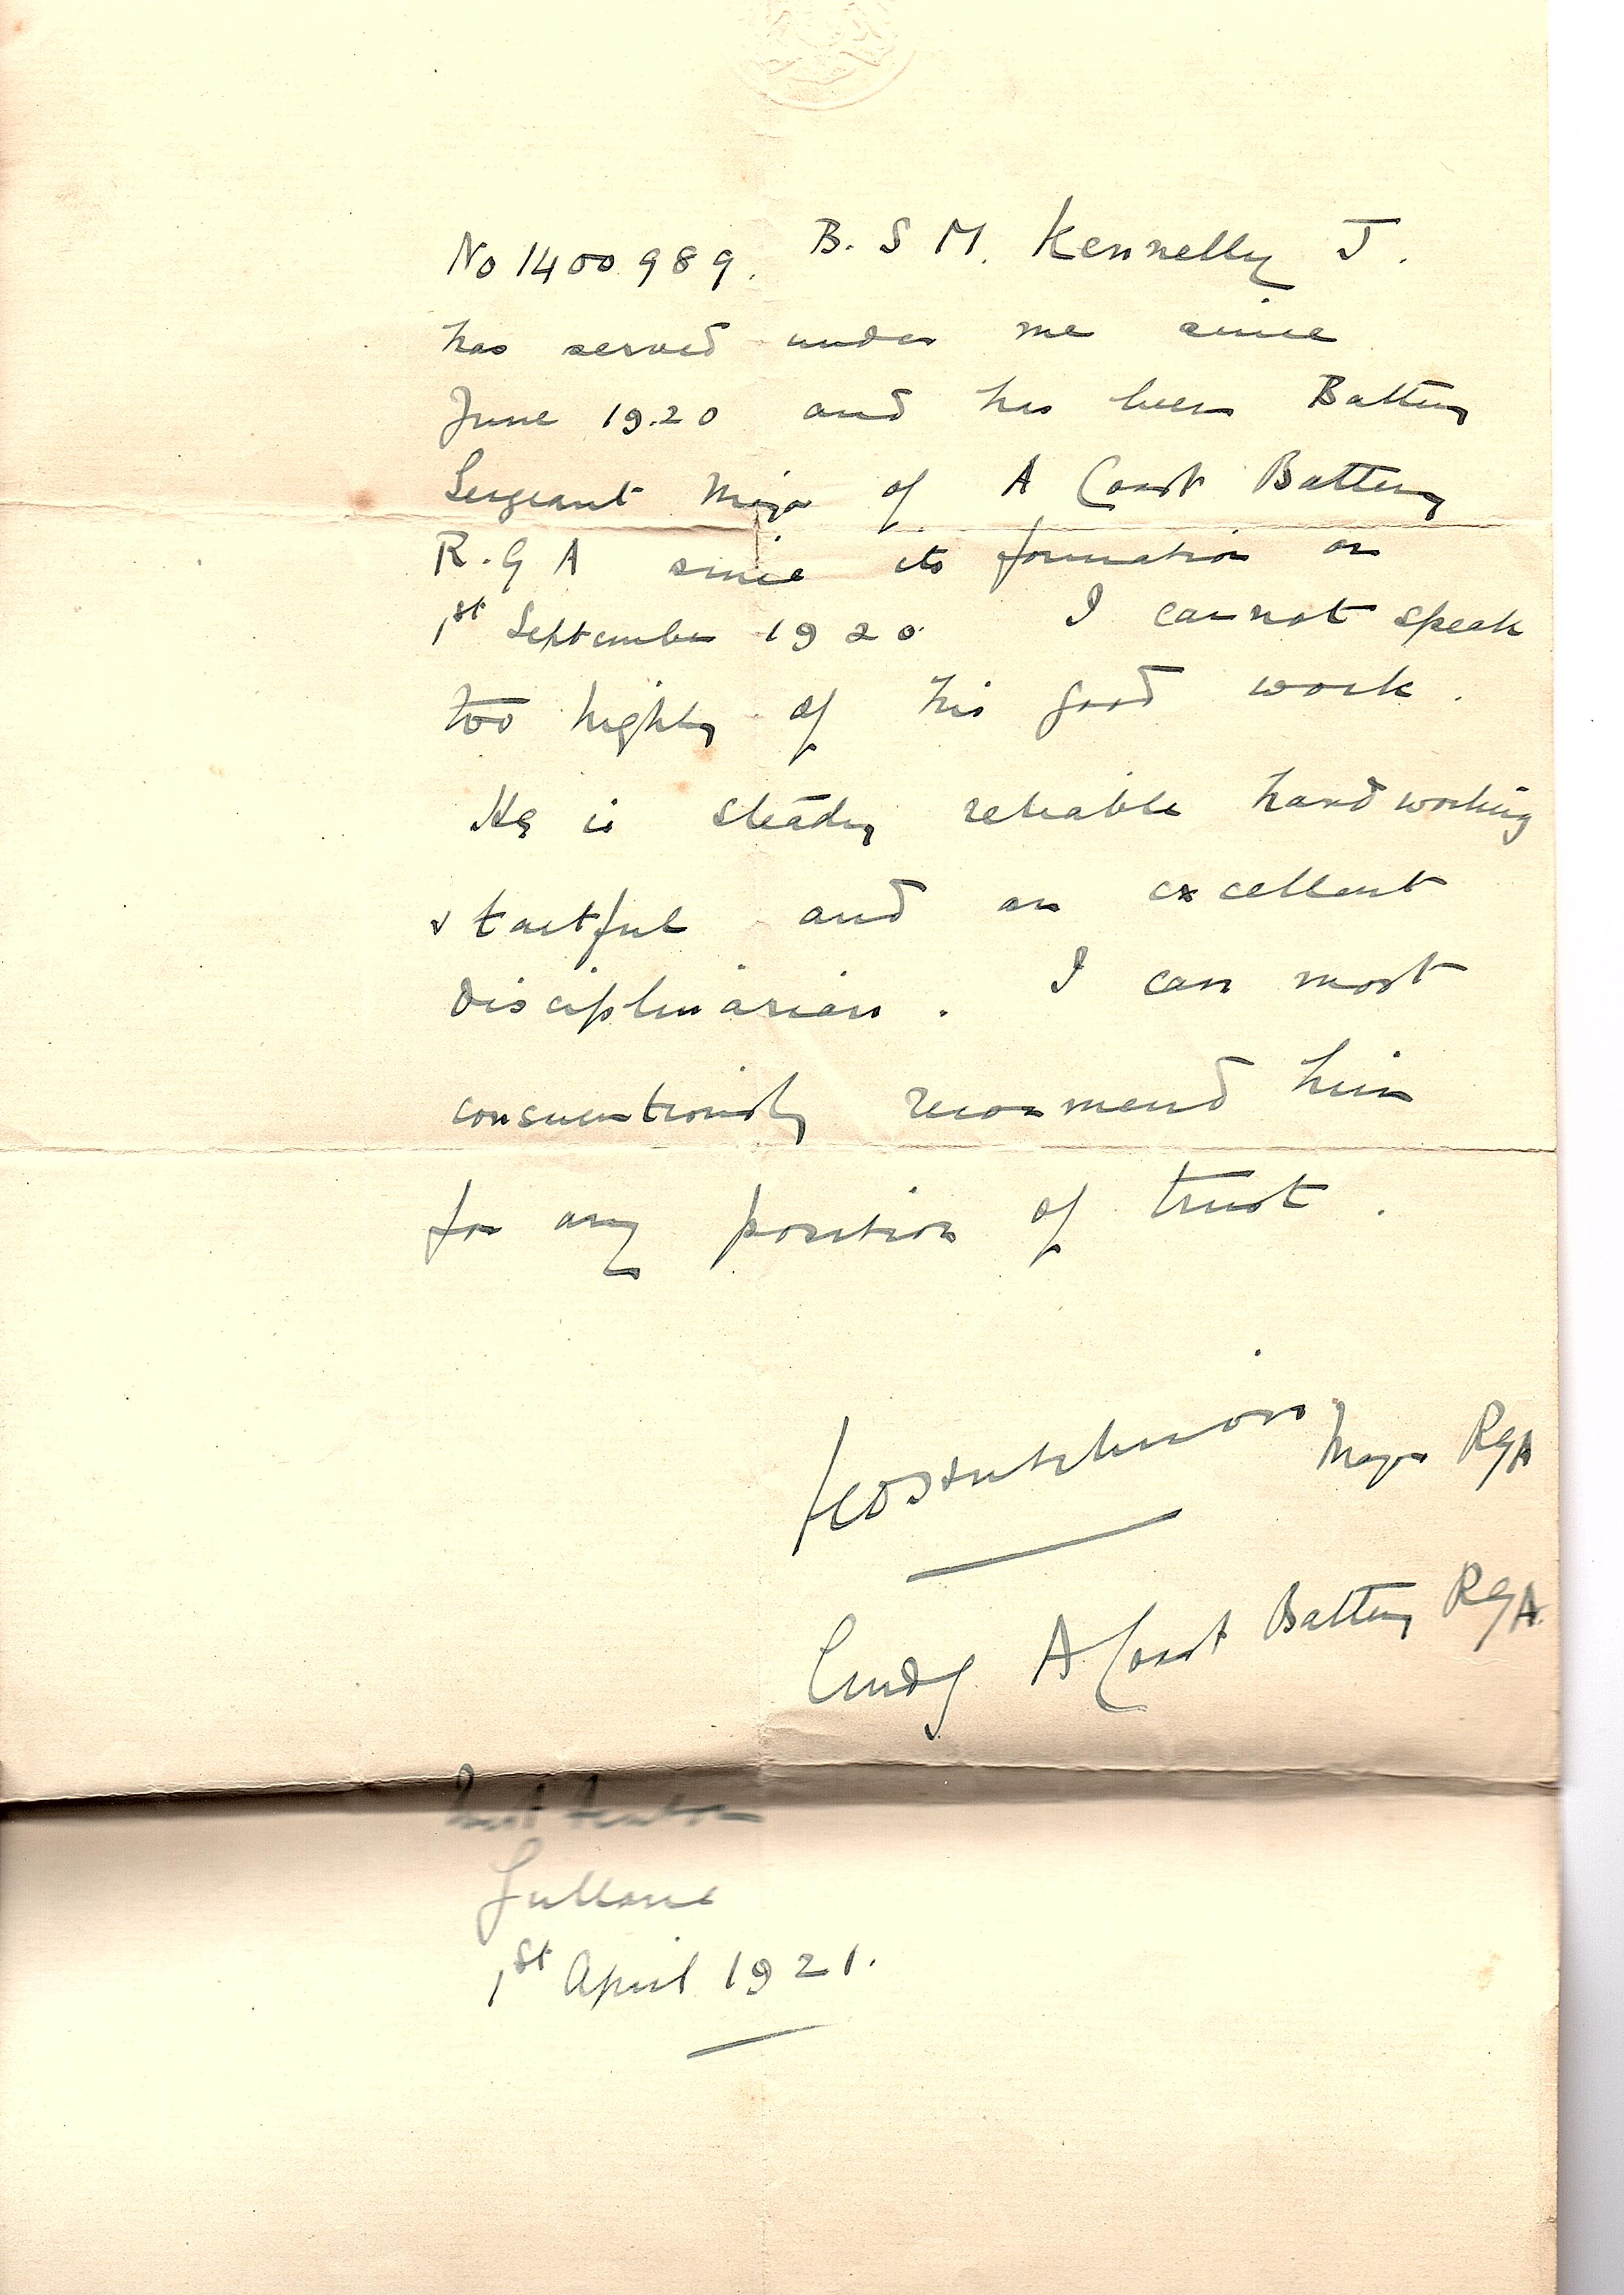 No 1400989. B. S M. Kennelly J.
has served under me since
June 1920 and has been Battery
Sergeant Major of A Coast Battery
R.G A since its formation on
1st September 1920. I cannot speak
too highly of his good work.
He is steady reliable hard working
& tactful and an excellent
disciplinarian. I can most
conscientiously recommend him
for any position of trust.
Major RGA
Cmdg A Coast Battery RGA.
Gullane
1st April 1921.